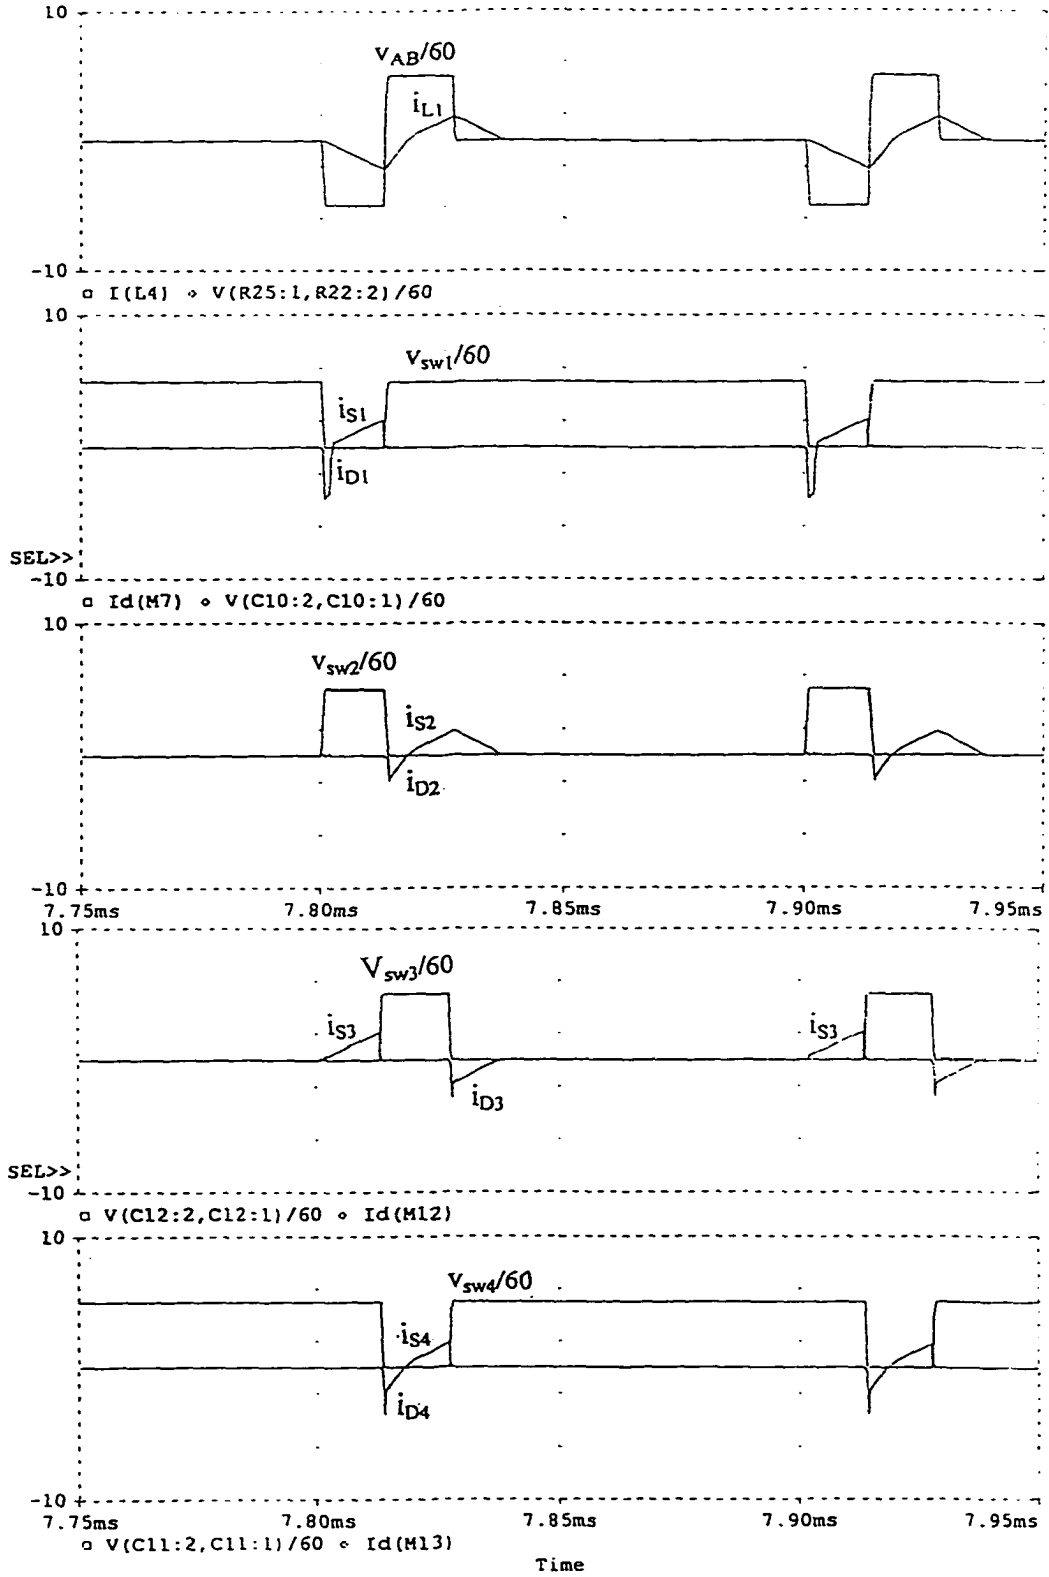 10
v_AB/60
i_L1
-10
□ I(L4) ◇ V(R25:1,R22:2)/60
10
v_sw1/60
i_S1
i_D1
SEL>>
-10
□ Id(M7) ◇ V(C10:2,C10:1)/60
10
v_sw2/60
i_S2
i_D2
-10
7.75ms 7.80ms 7.85ms 7.90ms 7.95ms
10
V_sw3/60
i_S3 i_S3
i_D3
SEL>>
-10
□ V(C12:2,C12:1)/60 ◇ Id(M12)
10
v_sw4/60
i_S4
i_D4
-10
7.75ms 7.80ms 7.85ms 7.90ms 7.95ms
□ V(C11:2,C11:1)/60 ◇ Id(M13)
Time